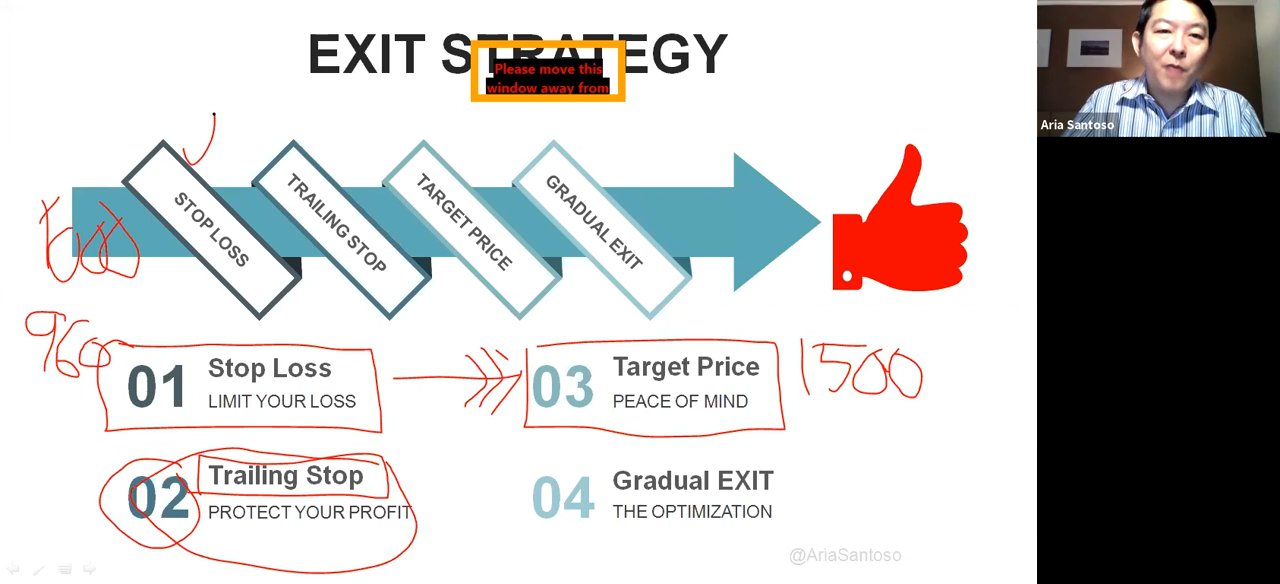 EXIT STRATEGY
Please move this
window away from
Aria Santoso
STOP LOSS
TRAILING STOP
TARGET PRICE
GRADUAL EXIT
960
01
Stop Loss
LIMIT YOUR LOSS
03
Target Price
PEACE OF MIND
1500
02
Trailing Stop
PROTECT YOUR PROFIT
04
Gradual EXIT
THE OPTIMIZATION
@AriaSantoso